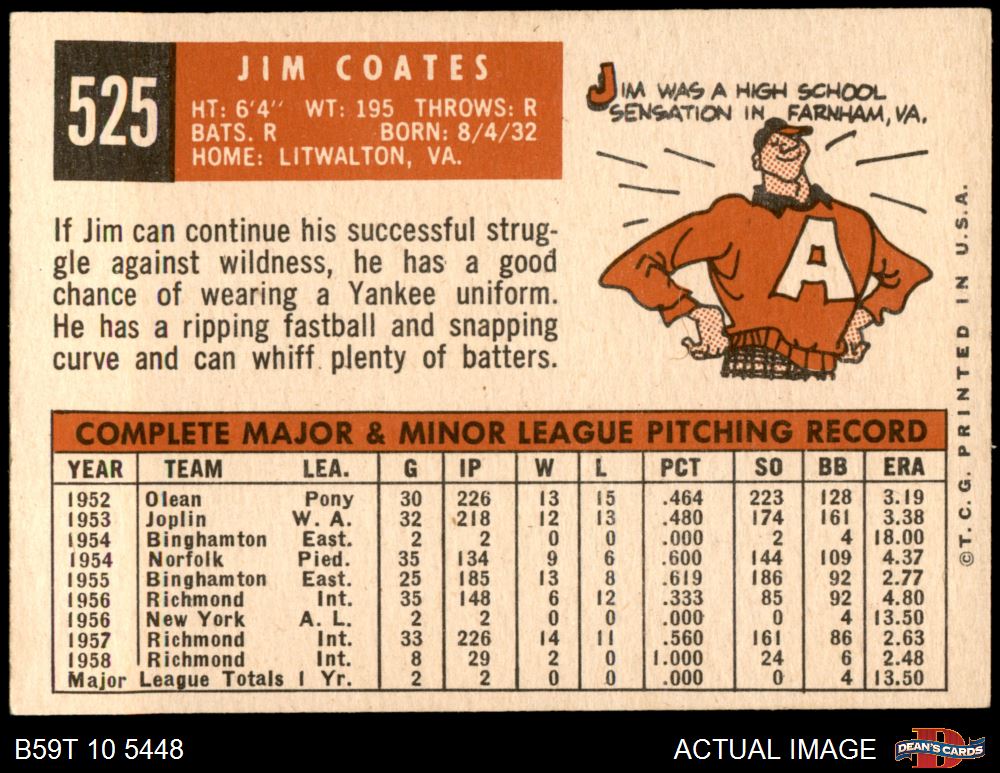 525
JIM COATES
HT: 6'4" WT: 195 THROWS: R
BATS. R BORN: 8/4/32
HOME: LITWALTON, VA.
JIM WAS A HIGH SCHOOL
SENSATION IN FARNHAM, VA.
A
If Jim can continue his successful strug-
gle against wildness, he has a good
chance of wearing a Yankee uniform.
He has a ripping fastball and snapping
curve and can whiff plenty of batters.
COMPLETE MAJOR & MINOR LEAGUE PITCHING RECORD
YEAR TEAM LEA. G IP W L PCT SO BB ERA
1952 Olean Pony 30 226 13 15 .464 223 128 3.19
1953 Joplin W. A. 32 218 12 13 .480 174 161 3.38
1954 Binghamton East. 2 2 0 0 .000 2 4 18.00
1954 Norfolk Pied. 35 134 9 6 .600 144 109 4.37
1955 Binghamton East. 25 185 13 8 .619 186 92 2.77
1956 Richmond Int. 35 148 6 12 .333 85 92 4.80
1956 New York A. L. 2 2 0 0 .000 0 4 13.50
1957 Richmond Int. 33 226 14 11 .560 161 86 2.63
1958 Richmond Int. 8 29 2 0 1.000 24 6 2.48
Major League Totals 1 Yr. 2 2 0 0 .000 0 4 13.50
©T. C. G. PRINTED IN U.S.A.
B59T 10 5448
ACTUAL IMAGE
D
DEAN'S CARDS